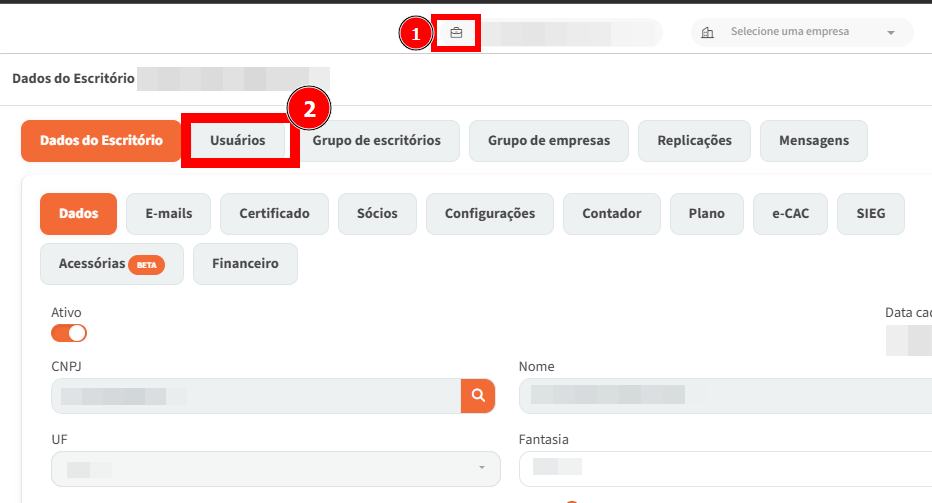 1
Selecione uma empresa
Dados do Escritório
2
Dados do Escritório Usuários Grupo de escritórios Grupo de empresas Replicações Mensagens
Dados E-mails Certificado Sócios Configurações Contador Plano e-CAC SIEG
Acessórias BETA Financeiro
Ativo Data cad
CNPJ Nome
UF Fantasia